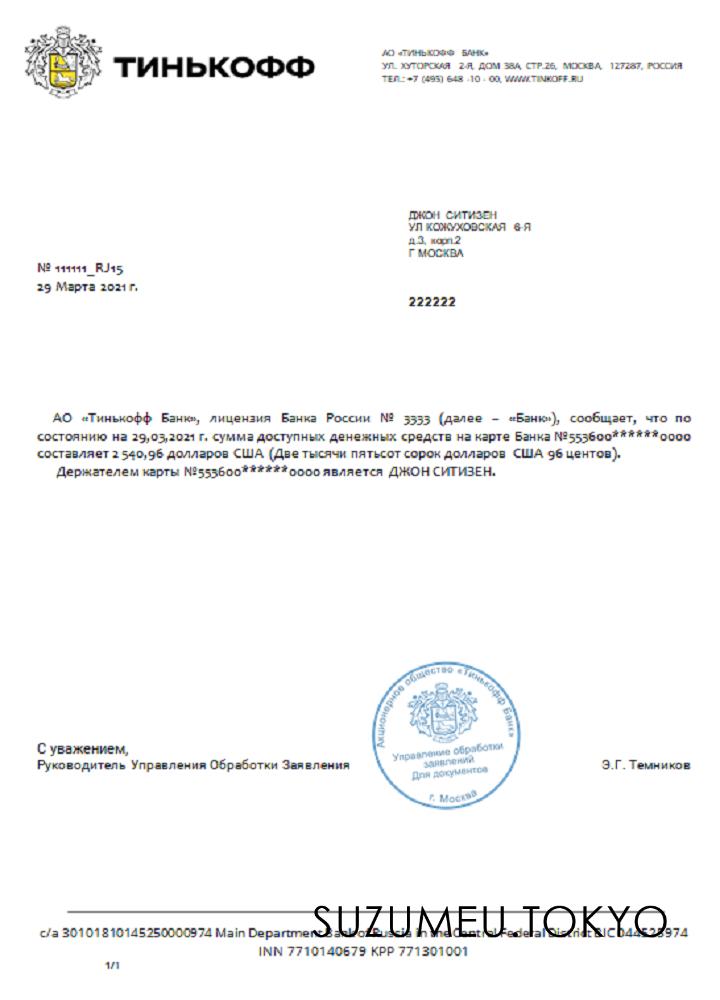 ТИНЬКОФФ
АО «ТИНЬКОФФ БАНК»
УЛ. ХУТОРСКАЯ 2-Я, ДОМ 38А, СТР.26, МОСКВА, 127287, РОССИЯ
ТЕЛ.: +7 (495) 648 -10 - 00, WWW.TINKOFF.RU
ДЖОН СИТИЗЕН
УЛ КОЖУХОВСКАЯ 6-Я
д.3, корп.2
Г МОСКВА
№ 111111_RJ15
29 Марта 2021 г.
222222
АО «Тинькофф Банк», лицензия Банка России № 3333 (далее – «Банк»), сообщает, что по
состоянию на 29,03,2021 г. сумма доступных денежных средств на карте Банка №553600******0000
составляет 2 540,96 долларов США (Две тысячи пятьсот сорок долларов США 96 центов).
Держателем карты №553600******0000 является ДЖОН СИТИЗЕН.
Акционерное общество «Тинькофф Банк»
Управление обработки
заявлений
Для документов
г. Москва
С уважением,
Руководитель Управления Обработки Заявления
Э.Г. Темников
SUZUMEU.TOKYO
с/а 30101810145250000974 Main Department Bank of Russia in the Central Federal District BIC 044525974
INN 7710140679 KPP 771301001
1/1